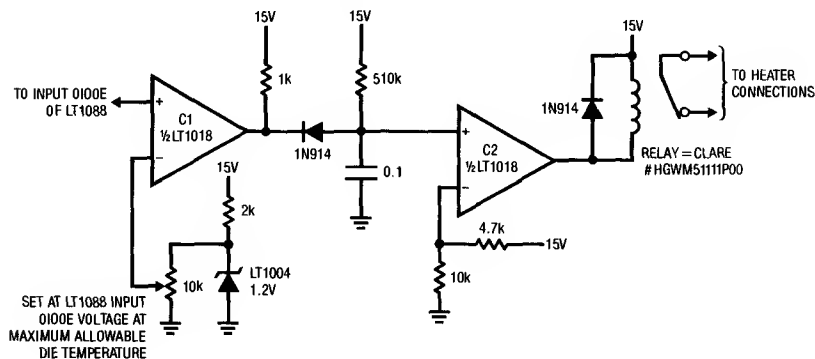 15V
15V
15V
1k
510k
TO INPUT 0I00E
OF LT1088
+
C1
½LT1018
−
1N914
0.1
+
C2
½LT1018
−
1N914
TO HEATER
CONNECTIONS
RELAY = CLARE
#HGWM51111P00
15V
2k
4.7k
15V
10k
LT1004
1.2V
10k
SET AT LT1088 INPUT
0I00E VOLTAGE AT
MAXIMUM ALLOWABLE
DIE TEMPERATURE